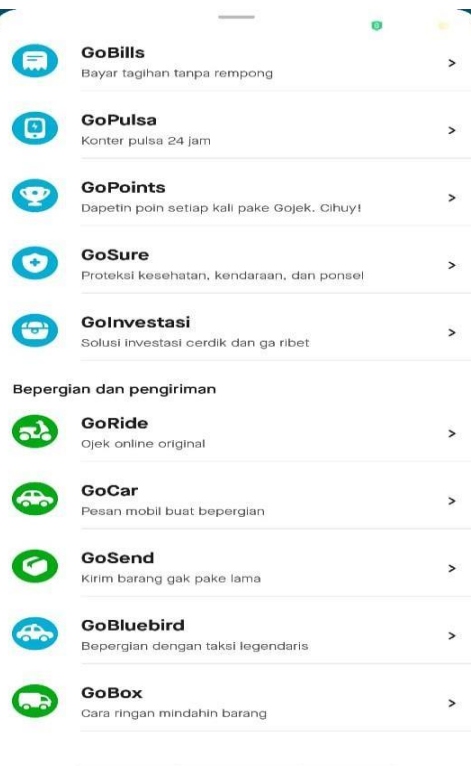 GoBills
Bayar tagihan tanpa rempong
GoPulsa
Konter pulsa 24 jam
GoPoints
Dapetin poin setiap kali pake Gojek. Cihuy!
GoSure
Proteksi kesehatan, kendaraan, dan ponsel
GoInvestasi
Solusi investasi cerdik dan ga ribet
Bepergian dan pengiriman
GoRide
Ojek online original
GoCar
Pesan mobil buat bepergian
GoSend
Kirim barang gak pake lama
GoBluebird
Bepergian dengan taksi legendaris
GoBox
Cara ringan mindahin barang